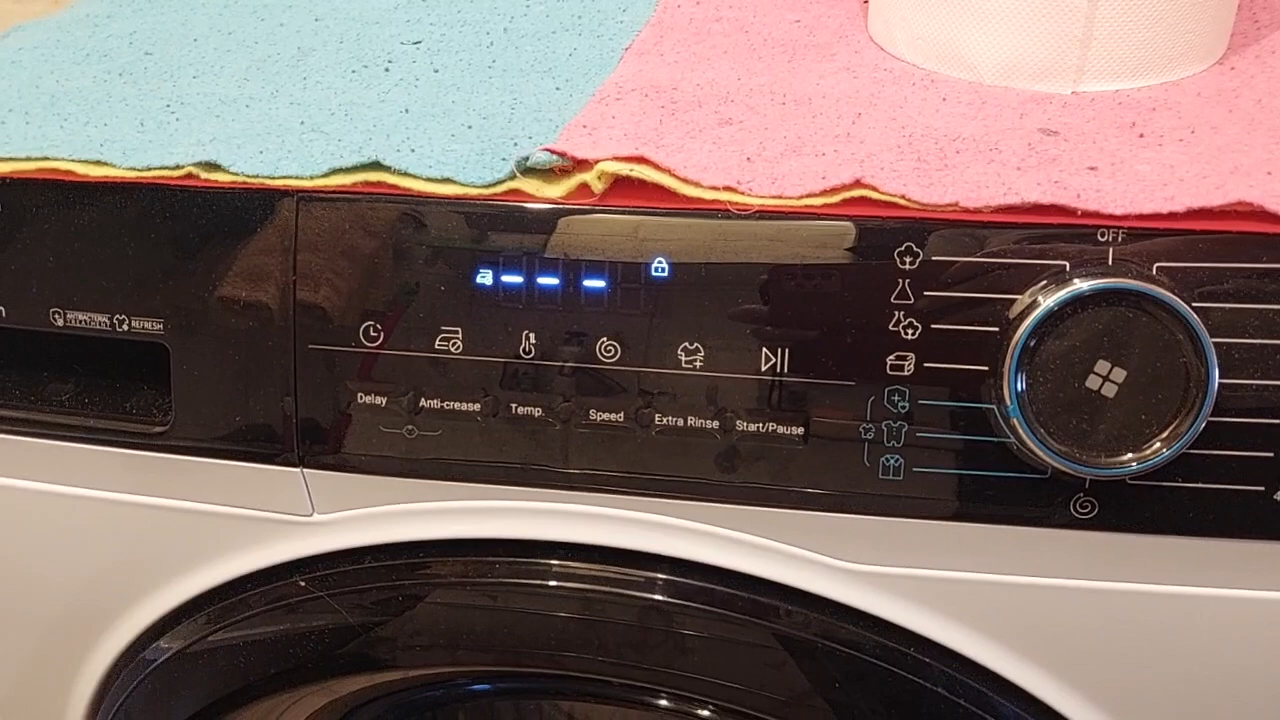 OFF
ANTIBACTERIAL TREATMENT REFRESH
Delay Anti-crease Temp. Speed Extra Rinse Start/Pause